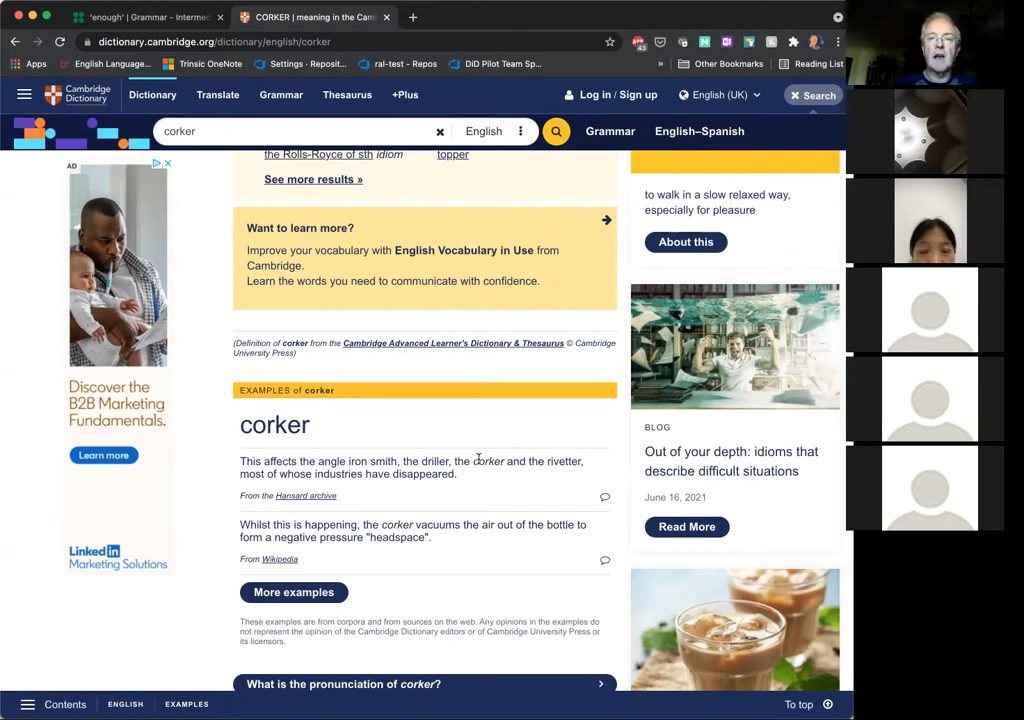 'enough' | Grammar - Intermed
CORKER | meaning in the Cam
dictionary.cambridge.org/dictionary/english/corker
43
Apps
English Language...
Trinsic OneNote
Settings · Reposit...
ral-test - Repos
DiD Pilot Team Sp...
»
Other Bookmarks
Reading List
Cambridge
Dictionary
Dictionary
Translate
Grammar
Thesaurus
+Plus
Log in / Sign up
English (UK)
Search
corker
English
Grammar
English–Spanish
AD
the Rolls-Royce of sth idiom
topper
See more results »
Want to learn more?
Improve your vocabulary with English Vocabulary in Use from
Cambridge.
Learn the words you need to communicate with confidence.
(Definition of corker from the Cambridge Advanced Learner's Dictionary & Thesaurus © Cambridge
University Press)
EXAMPLES of corker
corker
This affects the angle iron smith, the driller, the corker and the rivetter,
most of whose industries have disappeared.
From the Hansard archive
Whilst this is happening, the corker vacuums the air out of the bottle to
form a negative pressure "headspace".
From Wikipedia
More examples
These examples are from corpora and from sources on the web. Any opinions in the examples do
not represent the opinion of the Cambridge Dictionary editors or of Cambridge University Press or
its licensors.
What is the pronunciation of corker?
Discover the
B2B Marketing
Fundamentals.
Learn more
Linked in
Marketing Solutions
to walk in a slow relaxed way,
especially for pleasure
About this
BLOG
Out of your depth: idioms that
describe difficult situations
June 16, 2021
Read More
Contents
ENGLISH
EXAMPLES
To top